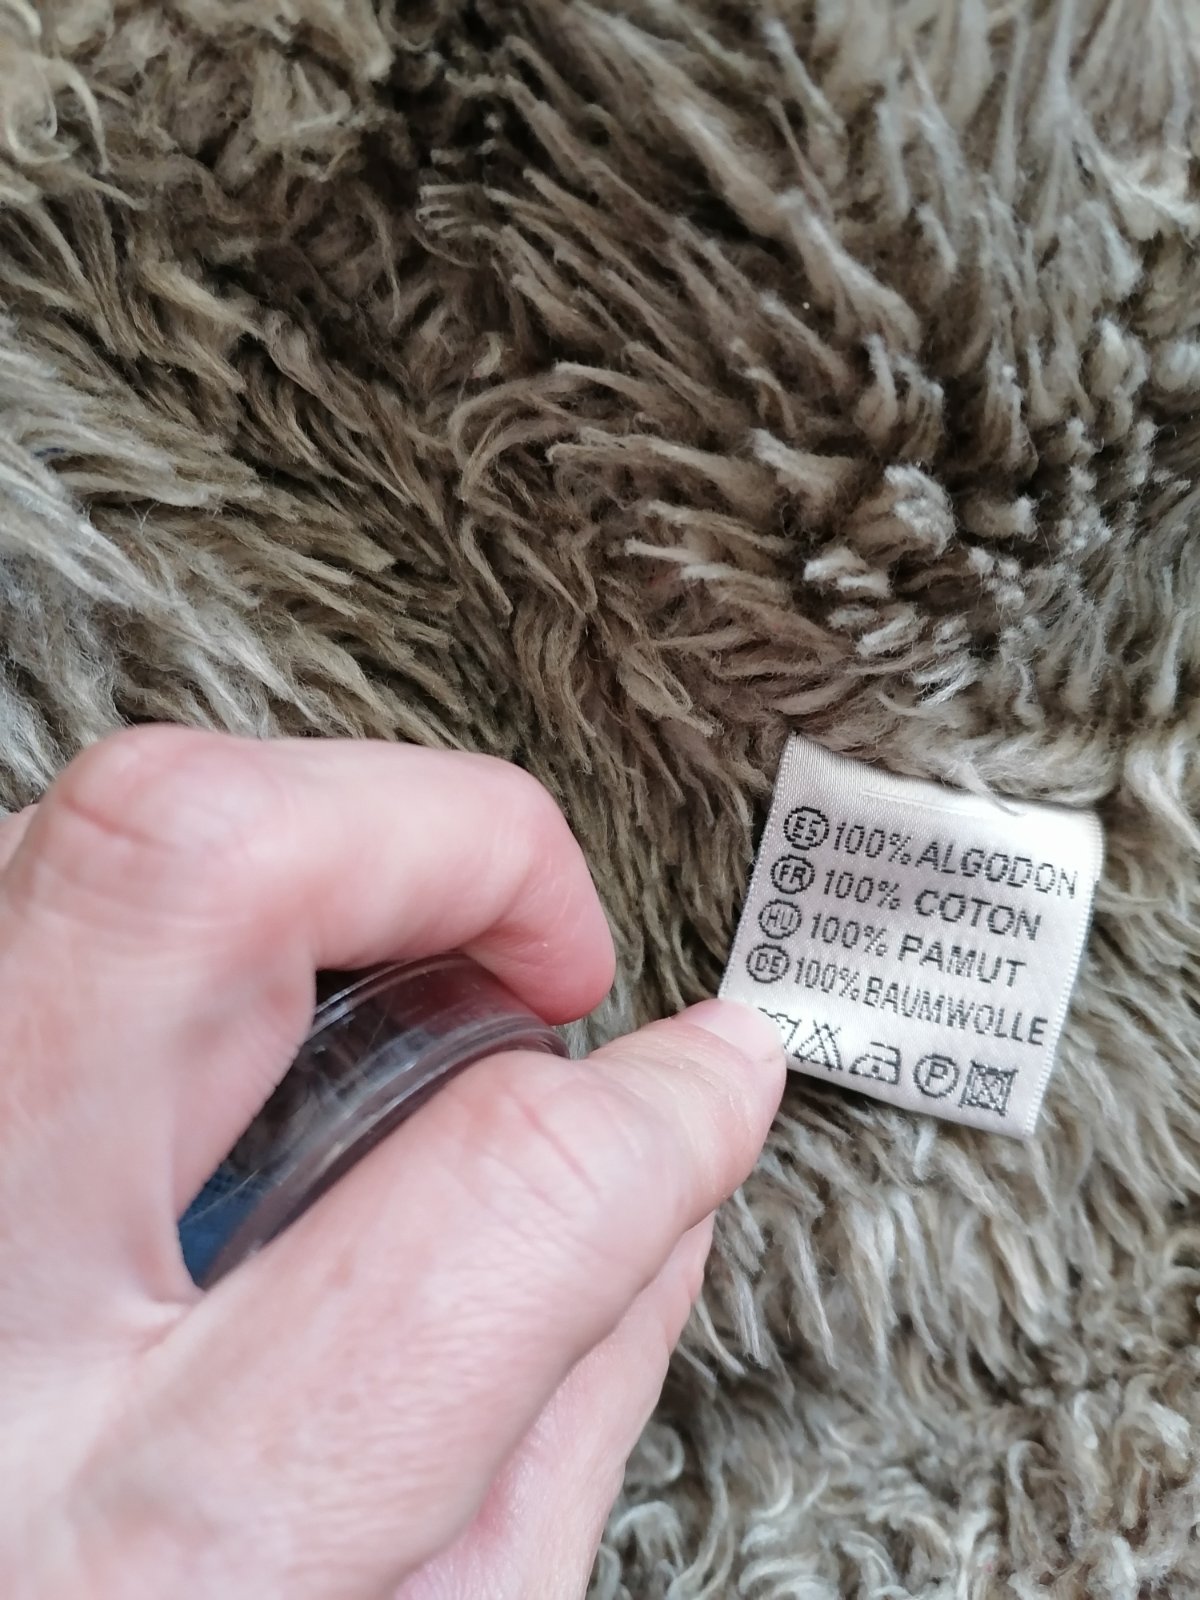 ES 100% ALGODON
FR 100% COTON
HU 100% PAMUT
DE 100% BAUMWOLLE
P